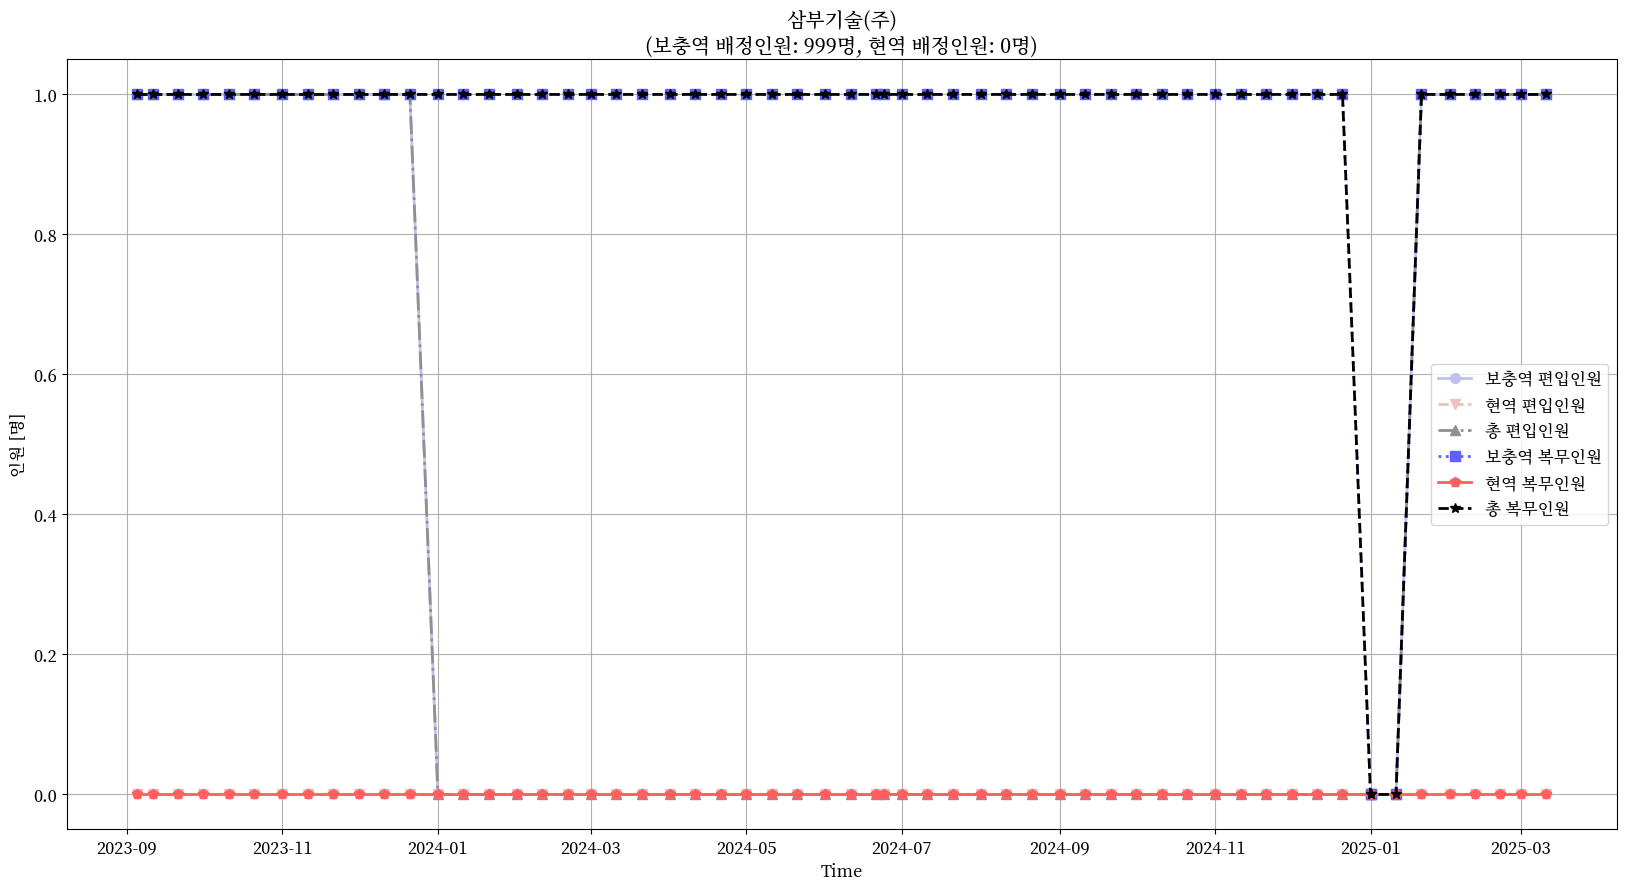 삼부기술(주)
(보충역 배정인원: 999명, 현역 배정인원: 0명)
인원 [명]
1.0
0.8
0.6
0.4
0.2
0.0
보충역 편입인원
현역 편입인원
총 편입인원
보충역 복무인원
현역 복무인원
총 복무인원
2023-09 2023-11 2024-01 2024-03 2024-05 2024-07 2024-09 2024-11 2025-01 2025-03
Time